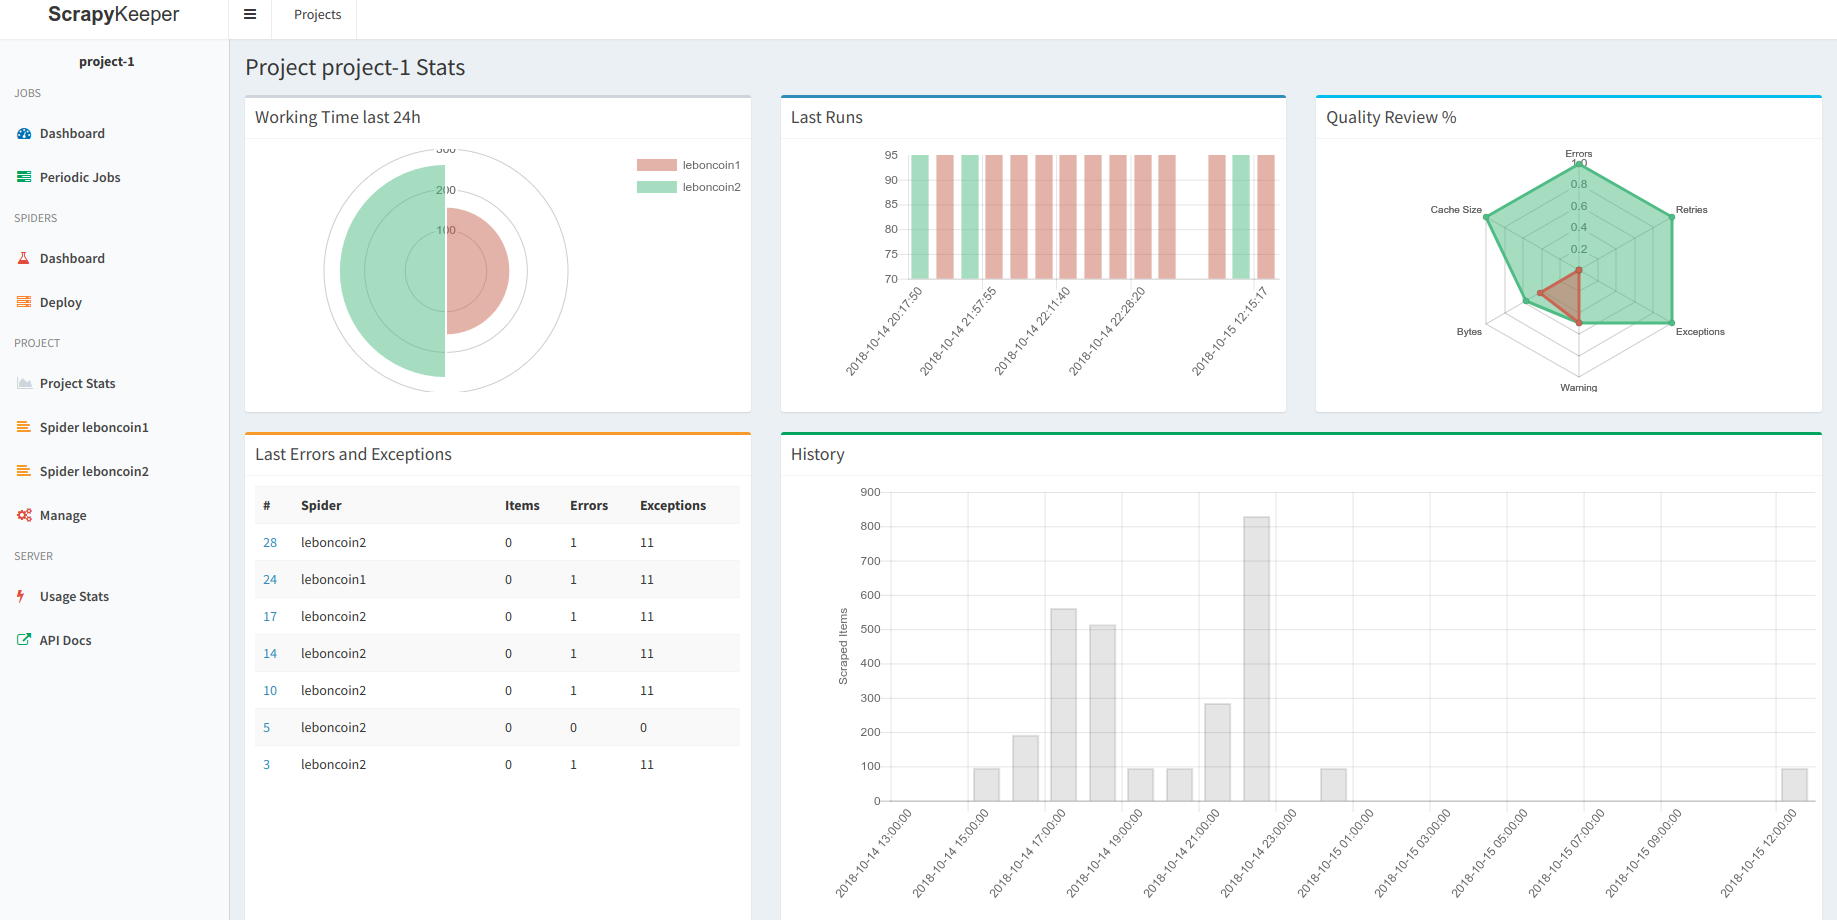 ScrapyKeeper
Projects
project-1
JOBS
Dashboard
Periodic Jobs
SPIDERS
Dashboard
Deploy
PROJECT
Project Stats
Spider leboncoin1
Spider leboncoin2
Manage
SERVER
Usage Stats
API Docs
Project project-1 Stats
Working Time last 24h
300
200
100
leboncoin1
leboncoin2
Last Runs
95
90
85
80
75
70
2018-10-14 20:17:50
2018-10-14 21:57:55
2018-10-14 22:11:40
2018-10-14 22:28:20
2018-10-15 12:15:17
Quality Review %
Errors
1.0
0.8
0.6
0.4
0.2
Cache Size
Retries
Bytes
Exceptions
Warning
Last Errors and Exceptions
# Spider Items Errors Exceptions
28 leboncoin2 0 1 11
24 leboncoin1 0 1 11
17 leboncoin2 0 1 11
14 leboncoin2 0 1 11
10 leboncoin2 0 1 11
5 leboncoin2 0 0 0
3 leboncoin2 0 1 11
History
Scraped Items
900
800
700
600
500
400
300
200
100
0
2018-10-14 13:00:00
2018-10-14 15:00:00
2018-10-14 17:00:00
2018-10-14 19:00:00
2018-10-14 21:00:00
2018-10-14 23:00:00
2018-10-15 01:00:00
2018-10-15 03:00:00
2018-10-15 05:00:00
2018-10-15 07:00:00
2018-10-15 09:00:00
2018-10-15 12:00:00